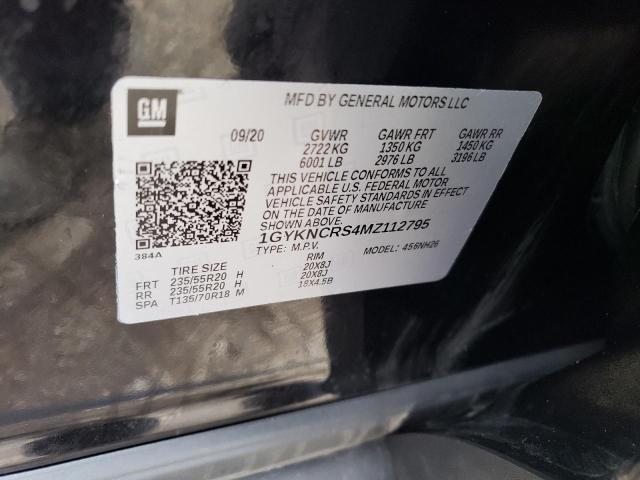 GM
MFD BY GENERAL MOTORS LLC
09/20 GVWR GAWR FRT GAWR RR
2722 KG 1350 KG 1450 KG
6001 LB 2976 LB 3196 LB
THIS VEHICLE CONFORMS TO ALL
APPLICABLE U.S. FEDERAL MOTOR
VEHICLE SAFETY STANDARDS IN EFFECT
ON THE DATE OF MANUFACTURE
SHOWN ABOVE.
1GYKNCRS4MZ112795
TYPE: M.P.V. MODEL: 456NH26
384A
TIRE SIZE RIM
FRT 235/55R20 H 20X8J
RR 235/55R20 H 20X8J
SPA T135/70R18 M 18X4.5B